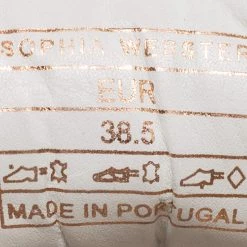 SOPHIA WEBSTER
EUR
38.5
MADE IN PORTUGAL